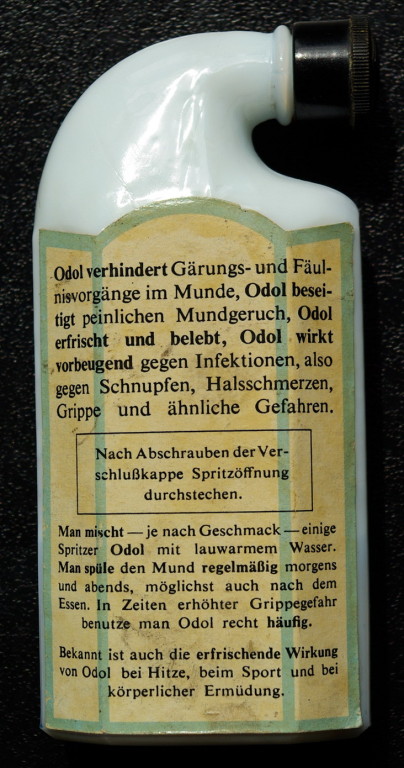 Odol verhindert Gärungs- und Fäul-
nisvorgänge im Munde, Odol besei-
tigt peinlichen Mundgeruch, Odol
erfrischt und belebt, Odol wirkt
vorbeugend gegen Infektionen, also
gegen Schnupfen, Halsschmerzen,
Grippe und ähnliche Gefahren.
Nach Abschrauben der Ver-
schlußkappe Spritzöffnung
durchstechen.
Man mischt — je nach Geschmack — einige
Spritzer Odol mit lauwarmem Wasser.
Man spüle den Mund regelmäßig morgens
und abends, möglichst auch nach dem
Essen. In Zeiten erhöhter Grippegefahr
benutze man Odol recht häufig.
Bekannt ist auch die erfrischende Wirkung
von Odol bei Hitze, beim Sport und bei
körperlicher Ermüdung.